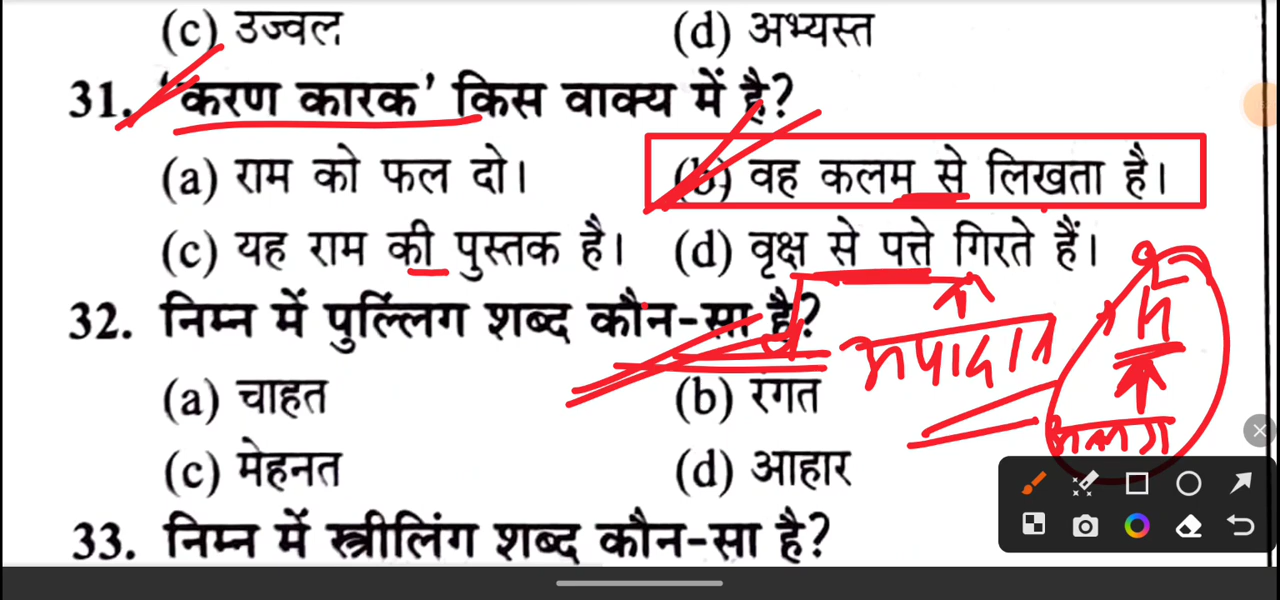 (c) उज्वल (d) अभ्यस्त
31. 'करण कारक' किस वाक्य में है?
(a) राम को फल दो। (b) वह कलम से लिखता है।
(c) यह राम की पुस्तक है। (d) वृक्ष से पत्ते गिरते हैं।
32. निम्न में पुल्लिंग शब्द कौन-सा है?
अपादान
(a) चाहत (b) रगत
अलग
(c) मेहनत (d) आहार
33. निम्न में स्त्रीलिंग शब्द कौन-सा है?